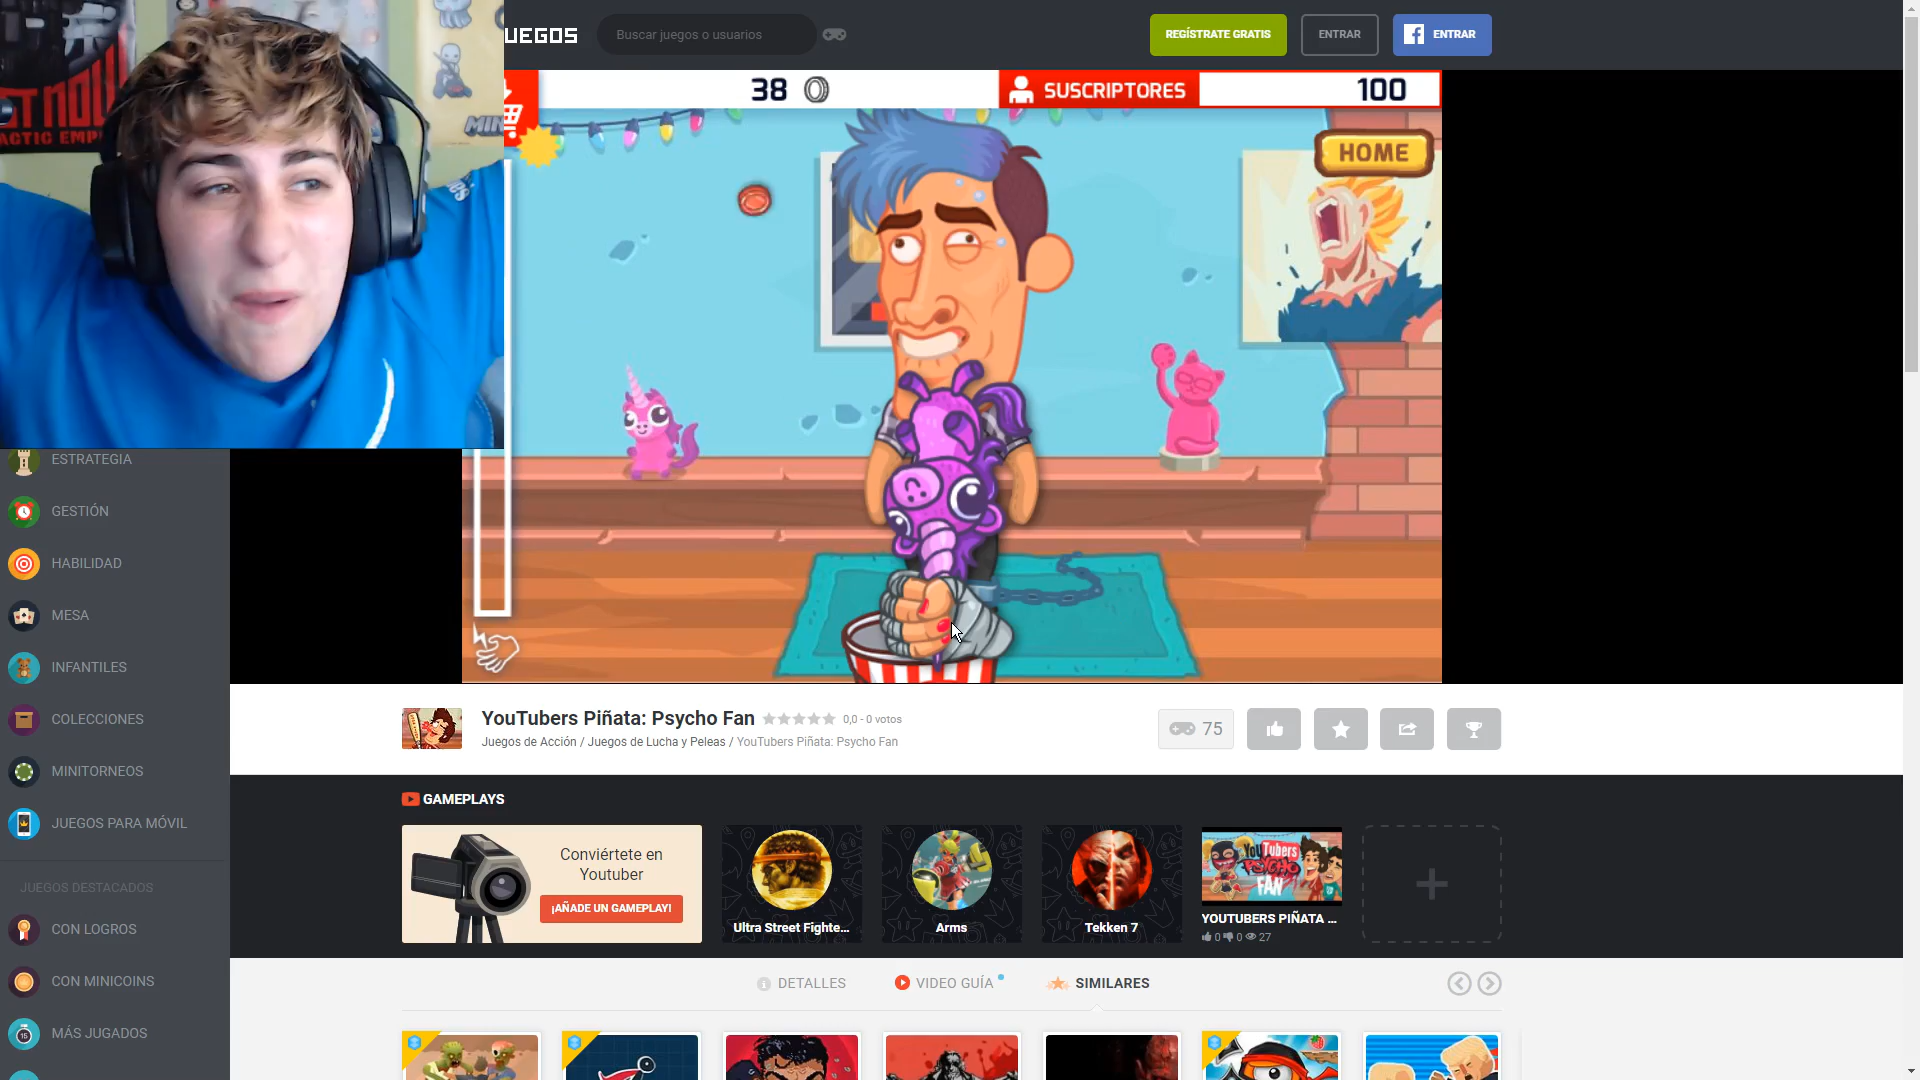 UEGOS
Buscar juegos o usuarios
REGÍSTRATE GRATIS
ENTRAR
ENTRAR
38
SUSCRIPTORES
100
HOME
ESTRATEGIA
GESTIÓN
HABILIDAD
MESA
INFANTILES
COLECCIONES
MINITORNEOS
JUEGOS PARA MÓVIL
JUEGOS DESTACADOS
CON LOGROS
CON MINICOINS
MÁS JUGADOS
YouTubers Piñata: Psycho Fan
0,0 - 0 votos
Juegos de Acción / Juegos de Lucha y Peleas / YouTubers Piñata: Psycho Fan
75
GAMEPLAYS
Conviértete en
Youtuber
¡AÑADE UN GAMEPLAY!
Ultra Street Fighte...
Arms
Tekken 7
YouTubers
PSYCHO
FAN
YOUTUBERS PIÑATA ...
0 0 27
DETALLES
VIDEO GUÍA
SIMILARES